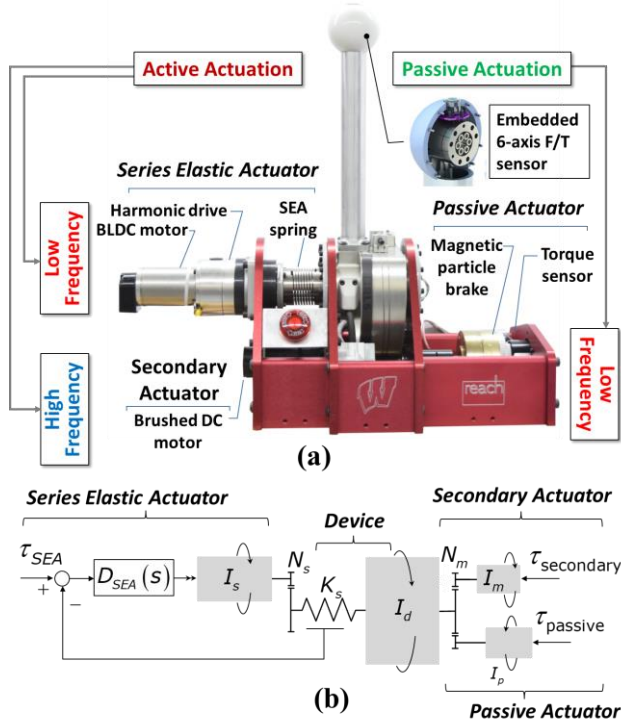 Active Actuation
Passive Actuation
Embedded
6-axis F/T
sensor
Series Elastic Actuator
Harmonic drive
BLDC motor
SEA
spring
Passive Actuator
Magnetic
particle
brake
Torque
sensor
Low
Frequency
High
Frequency
Low
Frequency
Secondary
Actuator
Brushed DC
motor
W
reach
(a)
Series Elastic Actuator
Device
Secondary Actuator
τSEA
+
−
DSEA(s)
Is
Ns
Ks
Id
Nm
Im
τsecondary
τpassive
Ip
Passive Actuator
(b)